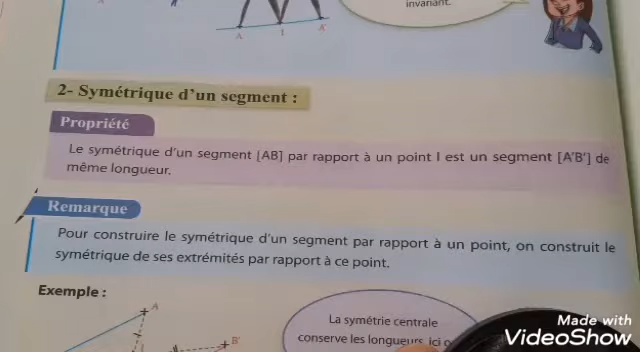 invariant.
A I A'
2- Symétrique d'un segment :
Propriété
Le symétrique d'un segment [AB] par rapport à un point I est un segment [A'B'] de
même longueur.
Remarque
Pour construire le symétrique d'un segment par rapport à un point, on construit le
symétrique de ses extrémités par rapport à ce point.
Exemple :
A
B'
La symétrie centrale
conserve les longueurs. Ici
Made with
VideoShow